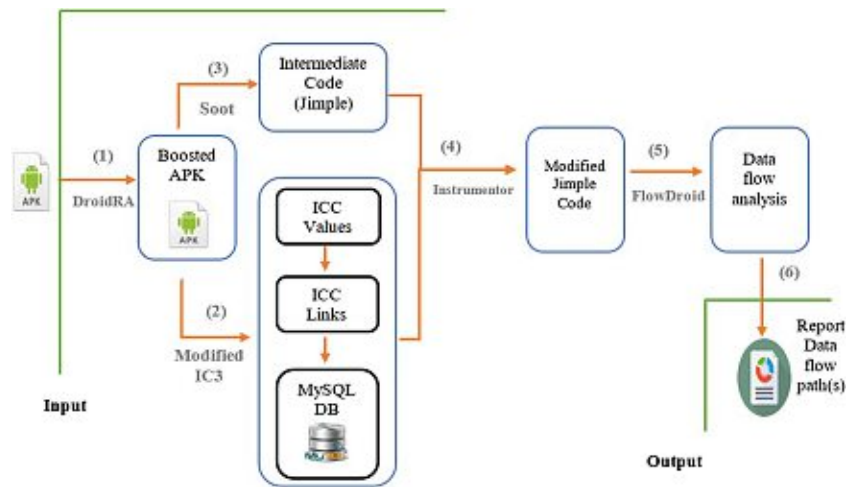 (1)
DroidRA
APK
Input
Boosted
APK
APK
(3)
Soot
Intermediate
Code
(Jimple)
(2)
Modified
IC3
ICC
Values
ICC
Links
MySQL
DB
(4)
Instrumentor
Modified
Jimple
Code
(5)
FlowDroid
Data
flow
analysis
(6)
Report
Data
flow
path(s)
Output